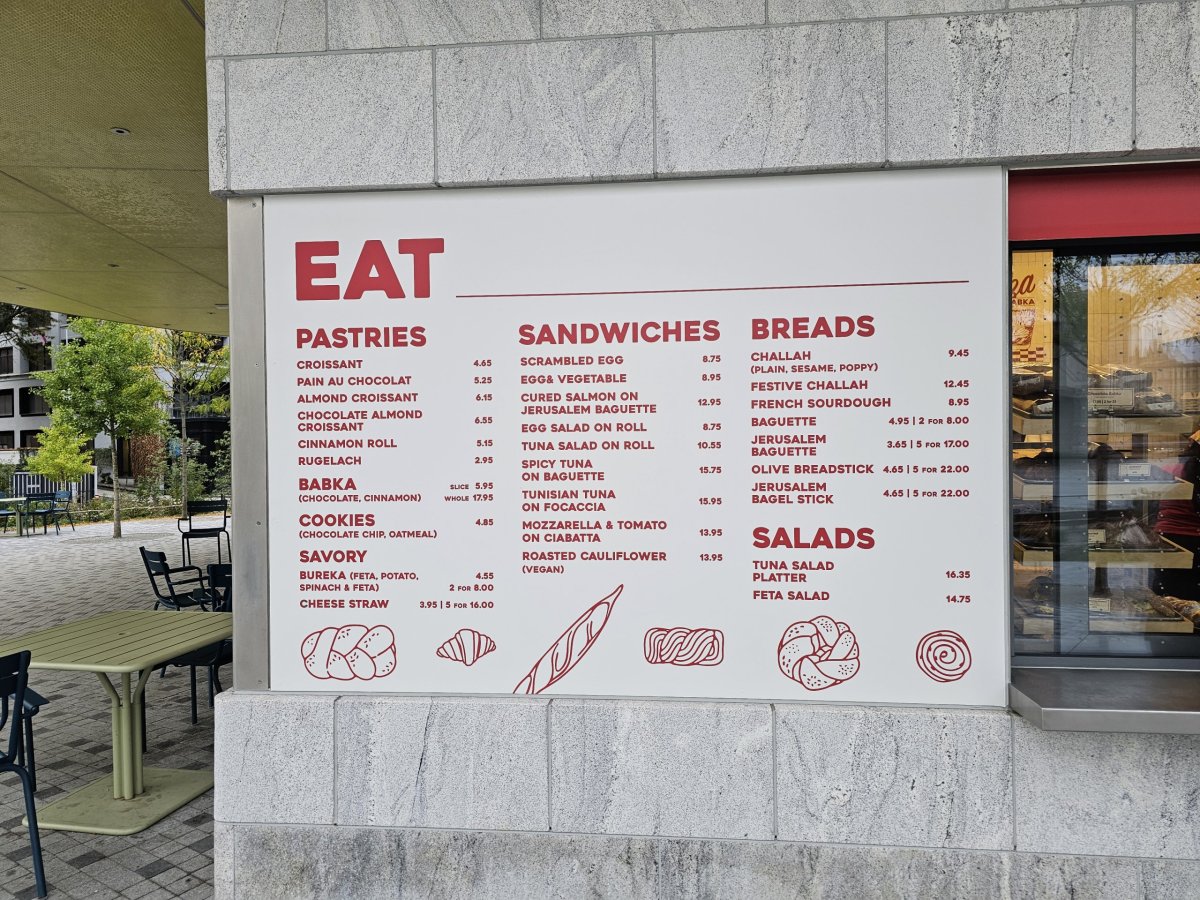 EAT
PASTRIES
CROISSANT 4.65
PAIN AU CHOCOLAT 5.25
ALMOND CROISSANT 6.15
CHOCOLATE ALMOND
CROISSANT 6.55
CINNAMON ROLL 5.15
RUGELACH 2.95
BABKA SLICE 5.95
(CHOCOLATE, CINNAMON) WHOLE 17.95
COOKIES 4.85
(CHOCOLATE CHIP, OATMEAL)
SAVORY
BUREKA (FETA, POTATO, 4.55
SPINACH & FETA) 2 FOR 8.00
CHEESE STRAW 3.95 | 5 FOR 16.00
SANDWICHES
SCRAMBLED EGG 8.75
EGG& VEGETABLE 8.95
CURED SALMON ON
JERUSALEM BAGUETTE 12.95
EGG SALAD ON ROLL 8.75
TUNA SALAD ON ROLL 10.55
SPICY TUNA
ON BAGUETTE 15.75
TUNISIAN TUNA
ON FOCACCIA 15.95
MOZZARELLA & TOMATO
ON CIABATTA 13.95
ROASTED CAULIFLOWER 13.95
(VEGAN)
BREADS
CHALLAH 9.45
(PLAIN, SESAME, POPPY)
FESTIVE CHALLAH 12.45
FRENCH SOURDOUGH 8.95
BAGUETTE 4.95 | 2 FOR 8.00
JERUSALEM
BAGUETTE 3.65 | 5 FOR 17.00
OLIVE BREADSTICK 4.65 | 5 FOR 22.00
JERUSALEM
BAGEL STICK 4.65 | 5 FOR 22.00
SALADS
TUNA SALAD
PLATTER 16.35
FETA SALAD 14.75